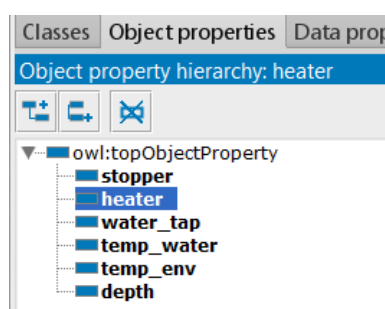 Classes Object properties Data prop
Object property hierarchy: heater
owl:topObjectProperty
stopper
heater
water_tap
temp_water
temp_env
depth